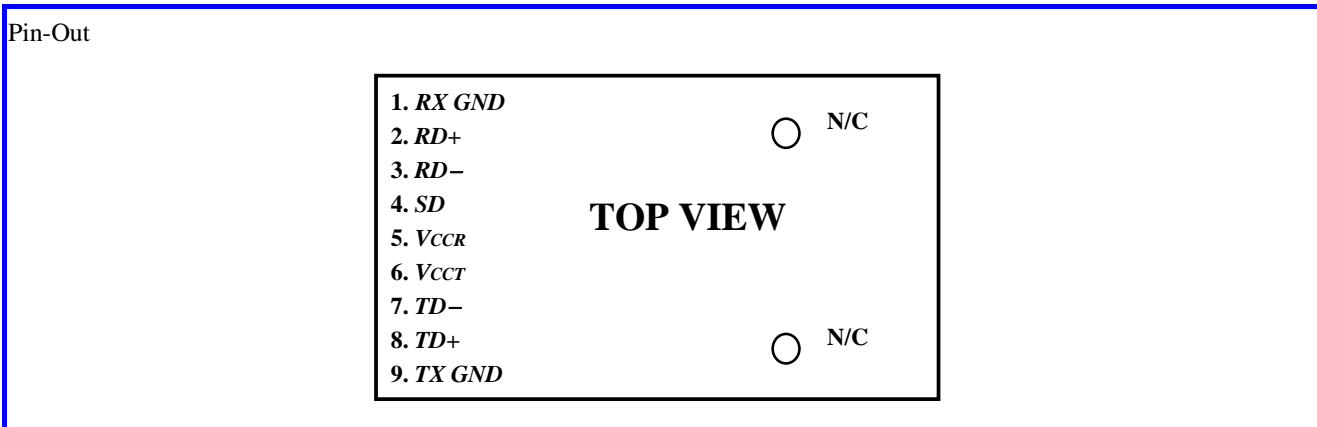 Pin-Out
1. RX GND
N/C
2. RD+
3. RD−
4. SD
TOP VIEW
5. VCCR
6. VCCT
7. TD−
8. TD+
N/C
9. TX GND